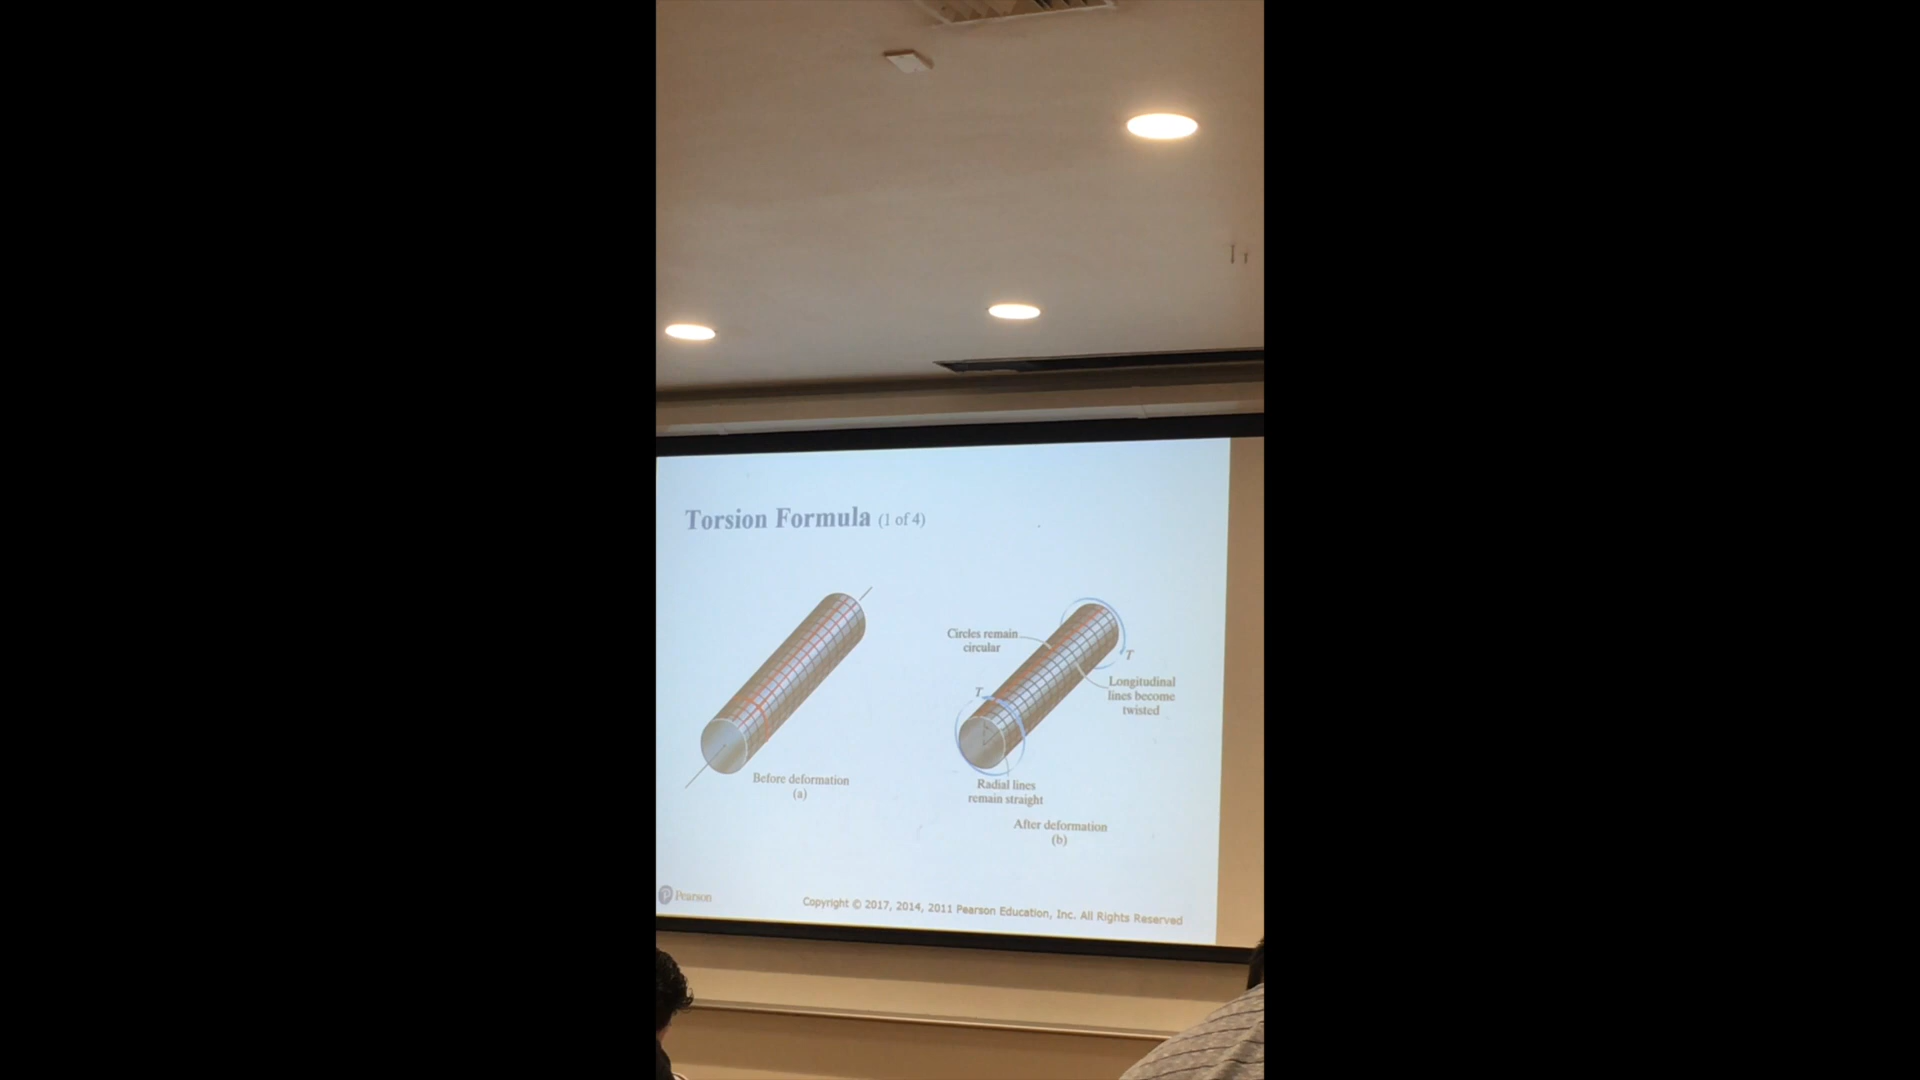 Torsion Formula (1 of 4)
Circles remain
circular
T
Longitudinal
lines become
twisted
T
Before deformation
(a)
Radial lines
remain straight
After deformation
(b)
Pearson
Copyright © 2017, 2014, 2011 Pearson Education, Inc. All Rights Reserved